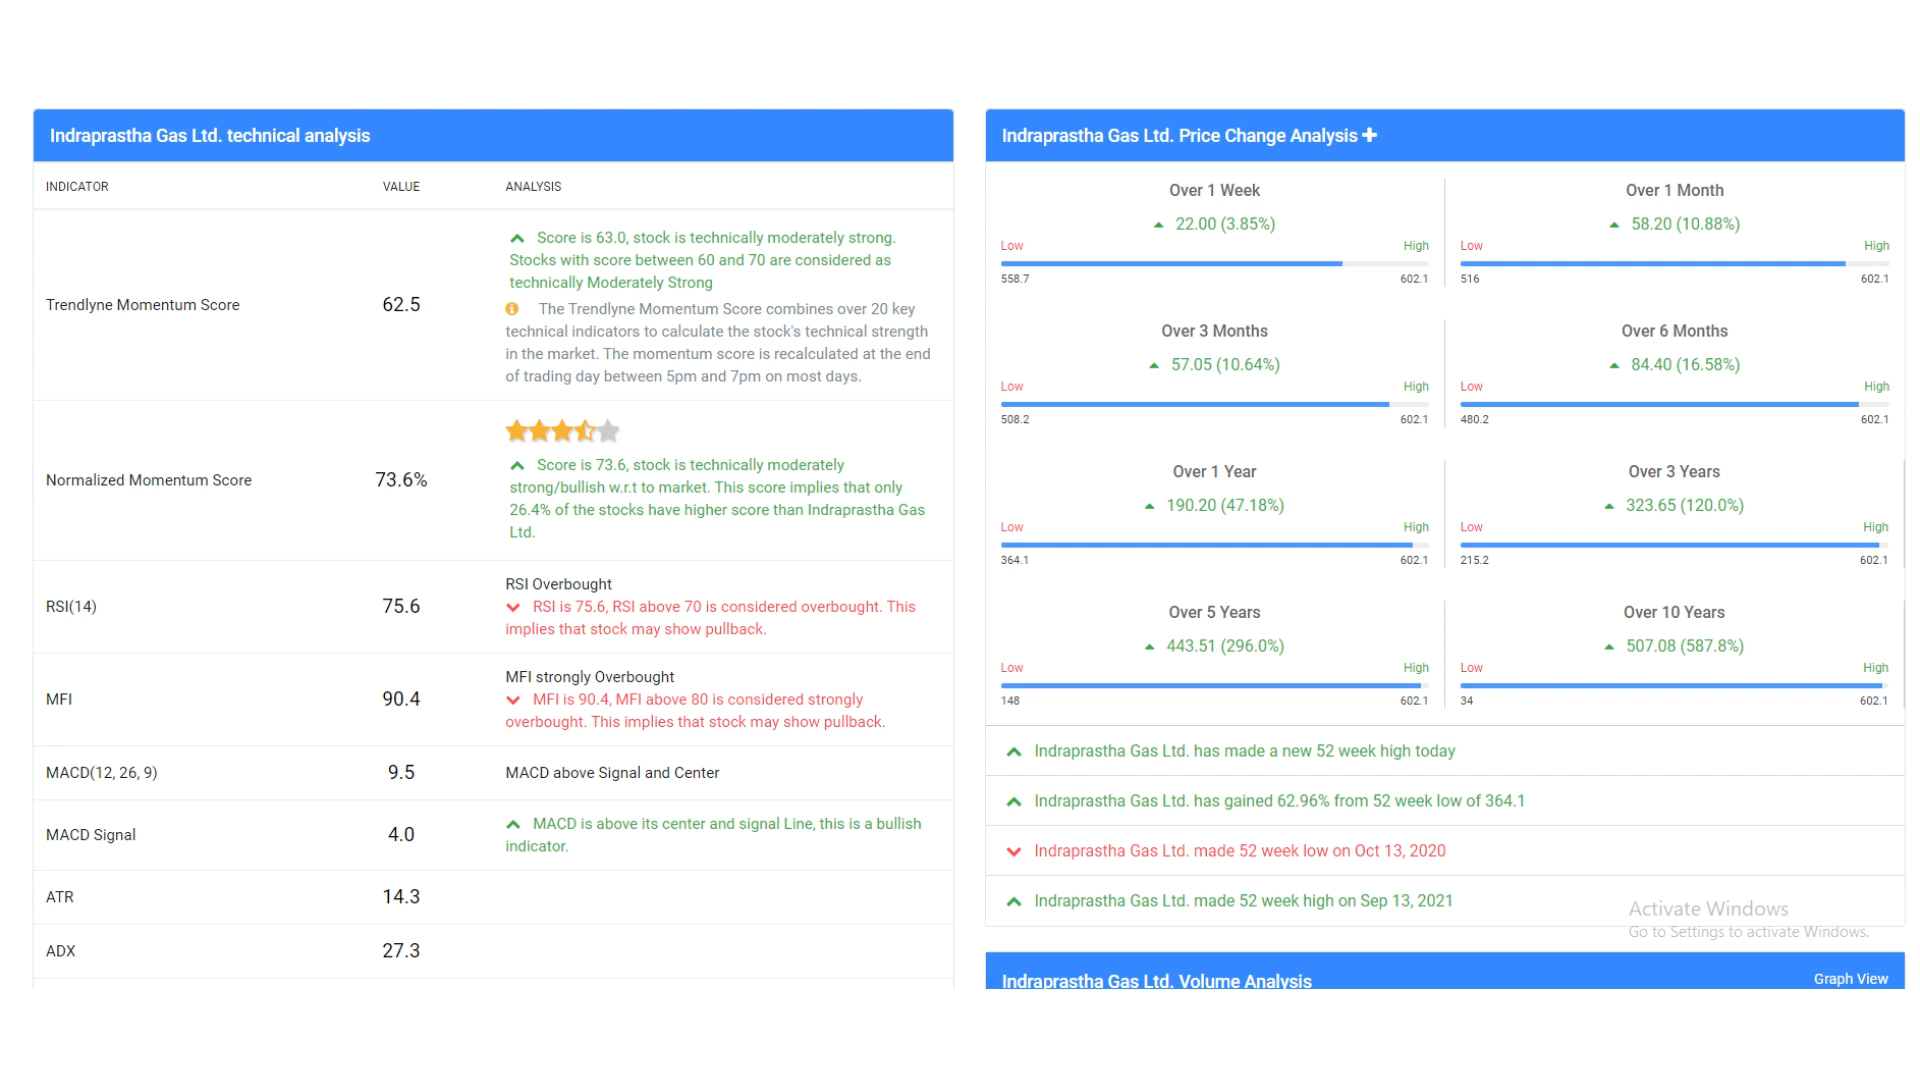 Indraprastha Gas Ltd. technical analysis
INDICATOR VALUE ANALYSIS
Trendlyne Momentum Score 62.5
Score is 63.0, stock is technically moderately strong.
Stocks with score between 60 and 70 are considered as
technically Moderately Strong
The Trendlyne Momentum Score combines over 20 key
technical indicators to calculate the stock's technical strength
in the market. The momentum score is recalculated at the end
of trading day between 5pm and 7pm on most days.
Normalized Momentum Score 73.6%
Score is 73.6, stock is technically moderately
strong/bullish w.r.t to market. This score implies that only
26.4% of the stocks have higher score than Indraprastha Gas
Ltd.
RSI(14) 75.6
RSI Overbought
RSI is 75.6, RSI above 70 is considered overbought. This
implies that stock may show pullback.
MFI 90.4
MFI strongly Overbought
MFI is 90.4, MFI above 80 is considered strongly
overbought. This implies that stock may show pullback.
MACD(12, 26, 9) 9.5 MACD above Signal and Center
MACD Signal 4.0
MACD is above its center and signal Line, this is a bullish
indicator.
ATR 14.3
ADX 27.3
Indraprastha Gas Ltd. Price Change Analysis
Over 1 Week
22.00 (3.85%)
Low High
558.7 602.1
Over 1 Month
58.20 (10.88%)
Low High
516 602.1
Over 3 Months
57.05 (10.64%)
Low High
508.2 602.1
Over 6 Months
84.40 (16.58%)
Low High
480.2 602.1
Over 1 Year
190.20 (47.18%)
Low High
364.1 602.1
Over 3 Years
323.65 (120.0%)
Low High
215.2 602.1
Over 5 Years
443.51 (296.0%)
Low High
148 602.1
Over 10 Years
507.08 (587.8%)
Low High
34 602.1
Indraprastha Gas Ltd. has made a new 52 week high today
Indraprastha Gas Ltd. has gained 62.96% from 52 week low of 364.1
Indraprastha Gas Ltd. made 52 week low on Oct 13, 2020
Indraprastha Gas Ltd. made 52 week high on Sep 13, 2021
Activate Windows
Go to Settings to activate Windows.
Indraprastha Gas Ltd. Volume Analysis Graph View